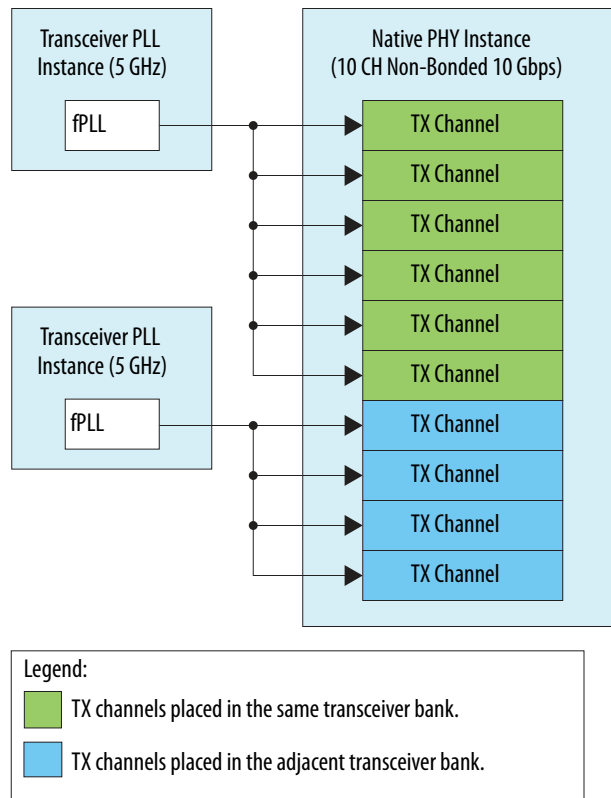 Transceiver PLL
Instance (5 GHz)
fPLL
Native PHY Instance
(10 CH Non-Bonded 10 Gbps)
TX Channel
TX Channel
TX Channel
TX Channel
TX Channel
TX Channel
Transceiver PLL
Instance (5 GHz)
fPLL
TX Channel
TX Channel
TX Channel
TX Channel
Legend:
TX channels placed in the same transceiver bank.
TX channels placed in the adjacent transceiver bank.